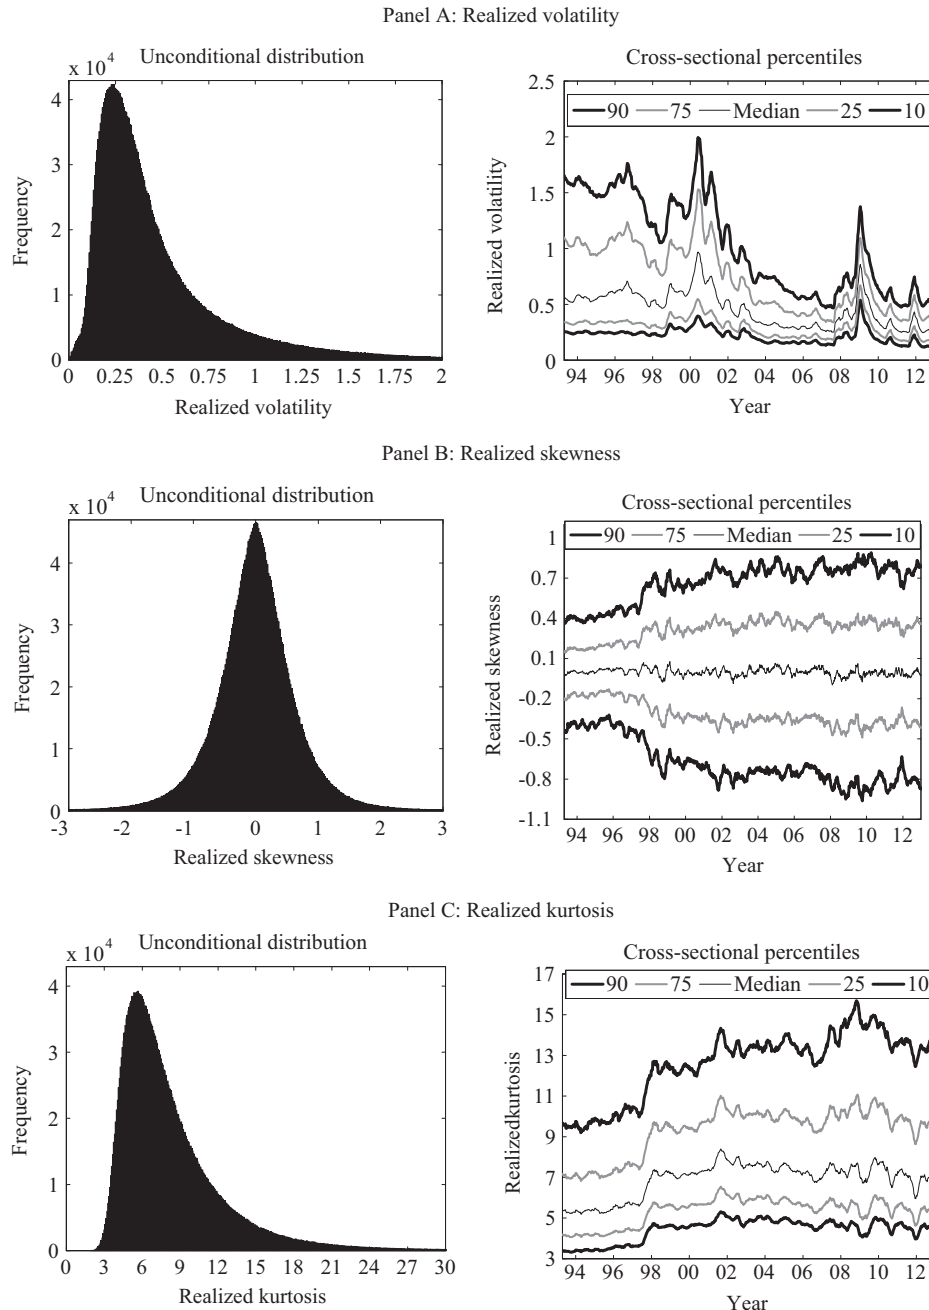 Panel A: Realized volatility
Unconditional distribution
x 10^4
4
3
2
1
0
Frequency
0 0.25 0.5 0.75 1 1.25 1.5 1.75 2
Realized volatility
Cross-sectional percentiles
90 75 Median 25 10
2.5
2
1.5
1
0.5
0
Realized volatility
94 96 98 00 02 04 06 08 10 12
Year
Panel B: Realized skewness
Unconditional distribution
x 10^4
4
3
2
1
0
Frequency
-3 -2 -1 0 1 2 3
Realized skewness
Cross-sectional percentiles
90 75 Median 25 10
1
0.7
0.4
0.1
-0.2
-0.5
-0.8
-1.1
Realized skewness
94 96 98 00 02 04 06 08 10 12
Year
Panel C: Realized kurtosis
Unconditional distribution
x 10^4
4
3
2
1
0
Frequency
0 3 6 9 12 15 18 21 24 27 30
Realized kurtosis
Cross-sectional percentiles
90 75 Median 25 10
17
15
13
11
9
7
5
3
Realizedkurtosis
94 96 98 00 02 04 06 08 10 12
Year